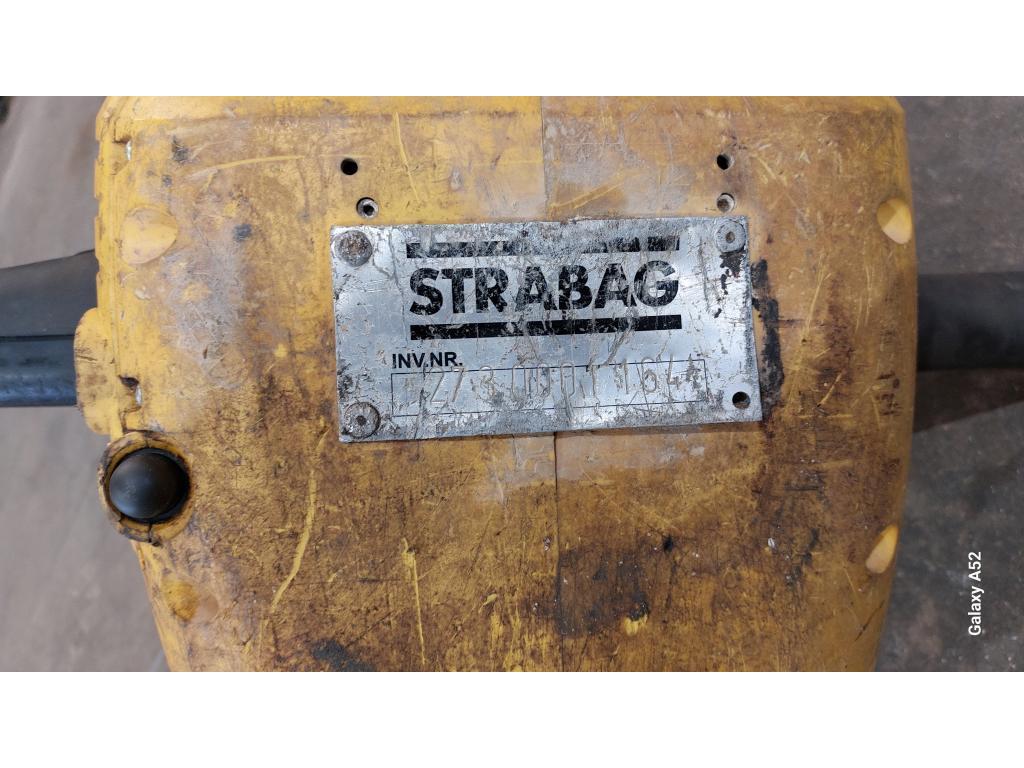 STRABAG
INV.NR.
Galaxy A52